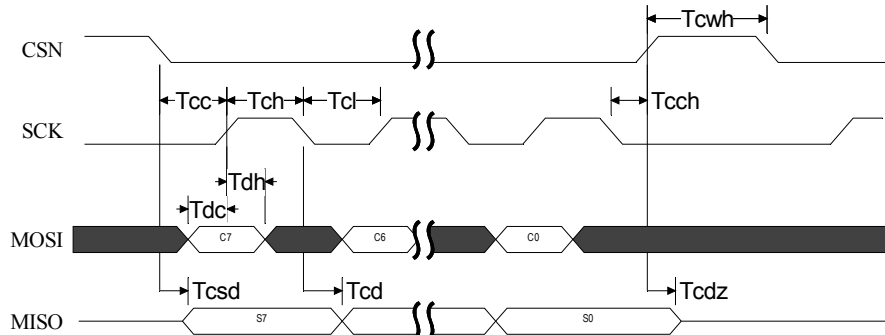 Tcwh
CSN
Tcc Tch Tcl Tcch
SCK
Tdh
Tdc
MOSI C7 C6 C0
Tcsd Tcd Tcdz
MISO S7 S0